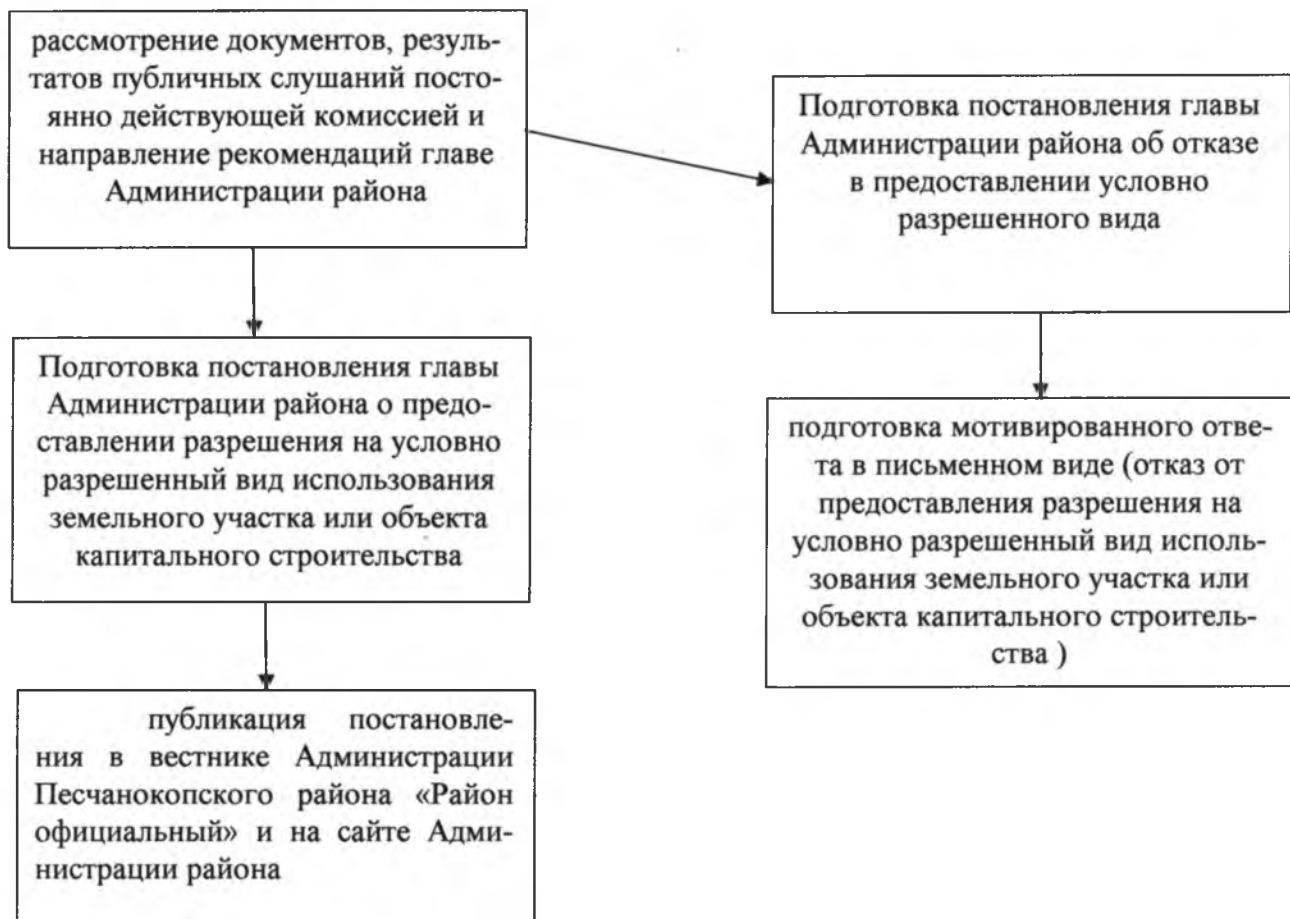 рассмотрение документов, резуль-
татов публичных слушаний посто-
янно действующей комиссией и
направление рекомендаций главе
Администрации района
Подготовка постановления главы
Администрации района об отказе
в предоставлении условно
разрешенного вида
Подготовка постановления главы
Администрации района о предо-
ставлении разрешения на условно
разрешенный вид использования
земельного участка или объекта
капитального строительства
подготовка мотивированного отве-
та в письменном виде (отказ от
предоставления разрешения на
условно разрешенный вид исполь-
зования земельного участка или
объекта капитального строитель-
ства )
публикация постановле-
ния в вестнике Администрации
Песчанокопского района «Район
официальный» и на сайте Адми-
нистрации района